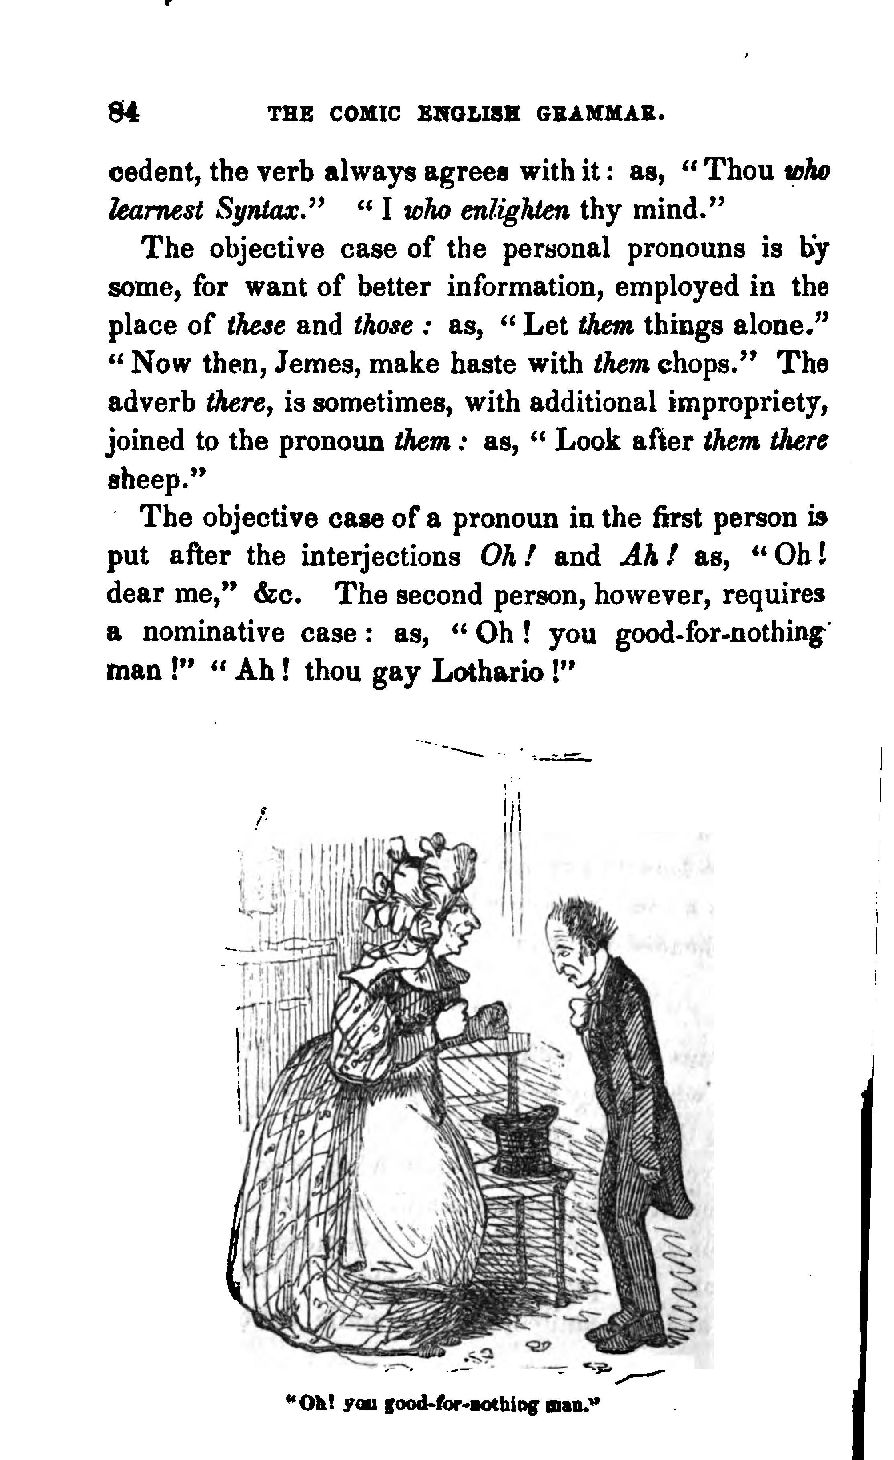 84 THE COMIC ENGLISH GRAMMAR.
cedent, the verb always agrees with it: as, “Thou who
learnest Syntax.” “I who enlighten thy mind.”
The objective case of the personal pronouns is by
some, for want of better information, employed in the
place of these and those: as, “Let them things alone.”
“Now then, Jemes, make haste with them chops.” The
adverb there, is sometimes, with additional impropriety,
joined to the pronoun them: as, “Look after them there
sheep.”
The objective case of a pronoun in the first person is
put after the interjections Oh! and Ah! as, “Oh!
dear me,” &c. The second person, however, requires
a nominative case: as, “Oh! you good-for-nothing
man!” “Ah! thou gay Lothario!”
“Oh! you good-for-nothing man.”